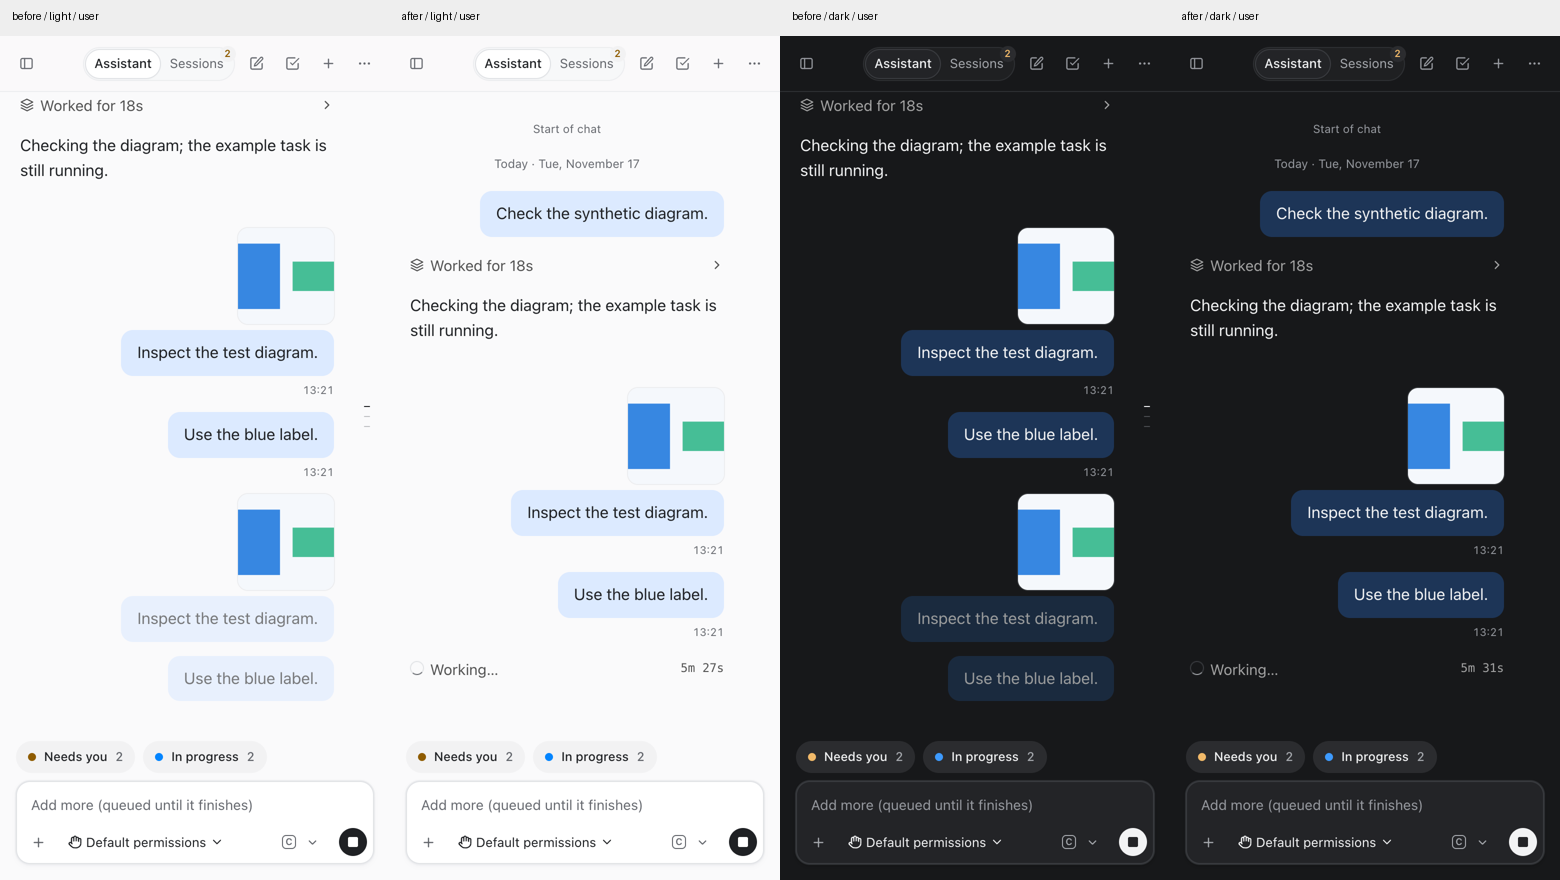 before / light / user
Assistant
Sessions
2
Worked for 18s
Checking the diagram; the example task is
still running.
Inspect the test diagram.
13:21
Use the blue label.
13:21
Inspect the test diagram.
Use the blue label.
Needs you 2
In progress 2
Add more (queued until it finishes)
Default permissions
C
after / light / user
Assistant
Sessions
2
Start of chat
Today · Tue, November 17
Check the synthetic diagram.
Worked for 18s
Checking the diagram; the example task is
still running.
Inspect the test diagram.
13:21
Use the blue label.
13:21
Working...
5m 27s
Needs you 2
In progress 2
Add more (queued until it finishes)
Default permissions
C
before / dark / user
Assistant
Sessions
2
Worked for 18s
Checking the diagram; the example task is
still running.
Inspect the test diagram.
13:21
Use the blue label.
13:21
Inspect the test diagram.
Use the blue label.
Needs you 2
In progress 2
Add more (queued until it finishes)
Default permissions
C
after / dark / user
Assistant
Sessions
2
Start of chat
Today · Tue, November 17
Check the synthetic diagram.
Worked for 18s
Checking the diagram; the example task is
still running.
Inspect the test diagram.
13:21
Use the blue label.
13:21
Working...
5m 31s
Needs you 2
In progress 2
Add more (queued until it finishes)
Default permissions
C